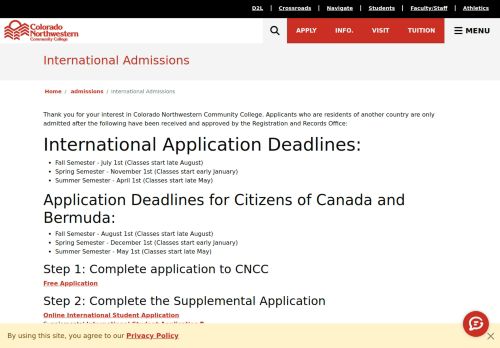 D2L | Crossroads | Navigate | Students | Faculty/Staff | Athletics
Colorado
Northwestern
Community College
APPLY INFO. VISIT TUITION MENU
International Admissions
Home / admissions / International Admissions
Thank you for your interest in Colorado Northwestern Community College. Applicants who are residents of another country are only
admitted after the following have been received and approved by the Registration and Records Office:
International Application Deadlines:
Fall Semester - July 1st (Classes start late August)
Spring Semester - November 1st (Classes start early January)
Summer Semester - April 1st (Classes start late May)
Application Deadlines for Citizens of Canada and
Bermuda:
Fall Semester - August 1st (Classes start late August)
Spring Semester - December 1st (Classes start early January)
Summer Semester - May 1st (Classes start late May)
Step 1: Complete application to CNCC
Free Application
Step 2: Complete the Supplemental Application
Online International Student Application
By using this site, you agree to our Privacy Policy ×